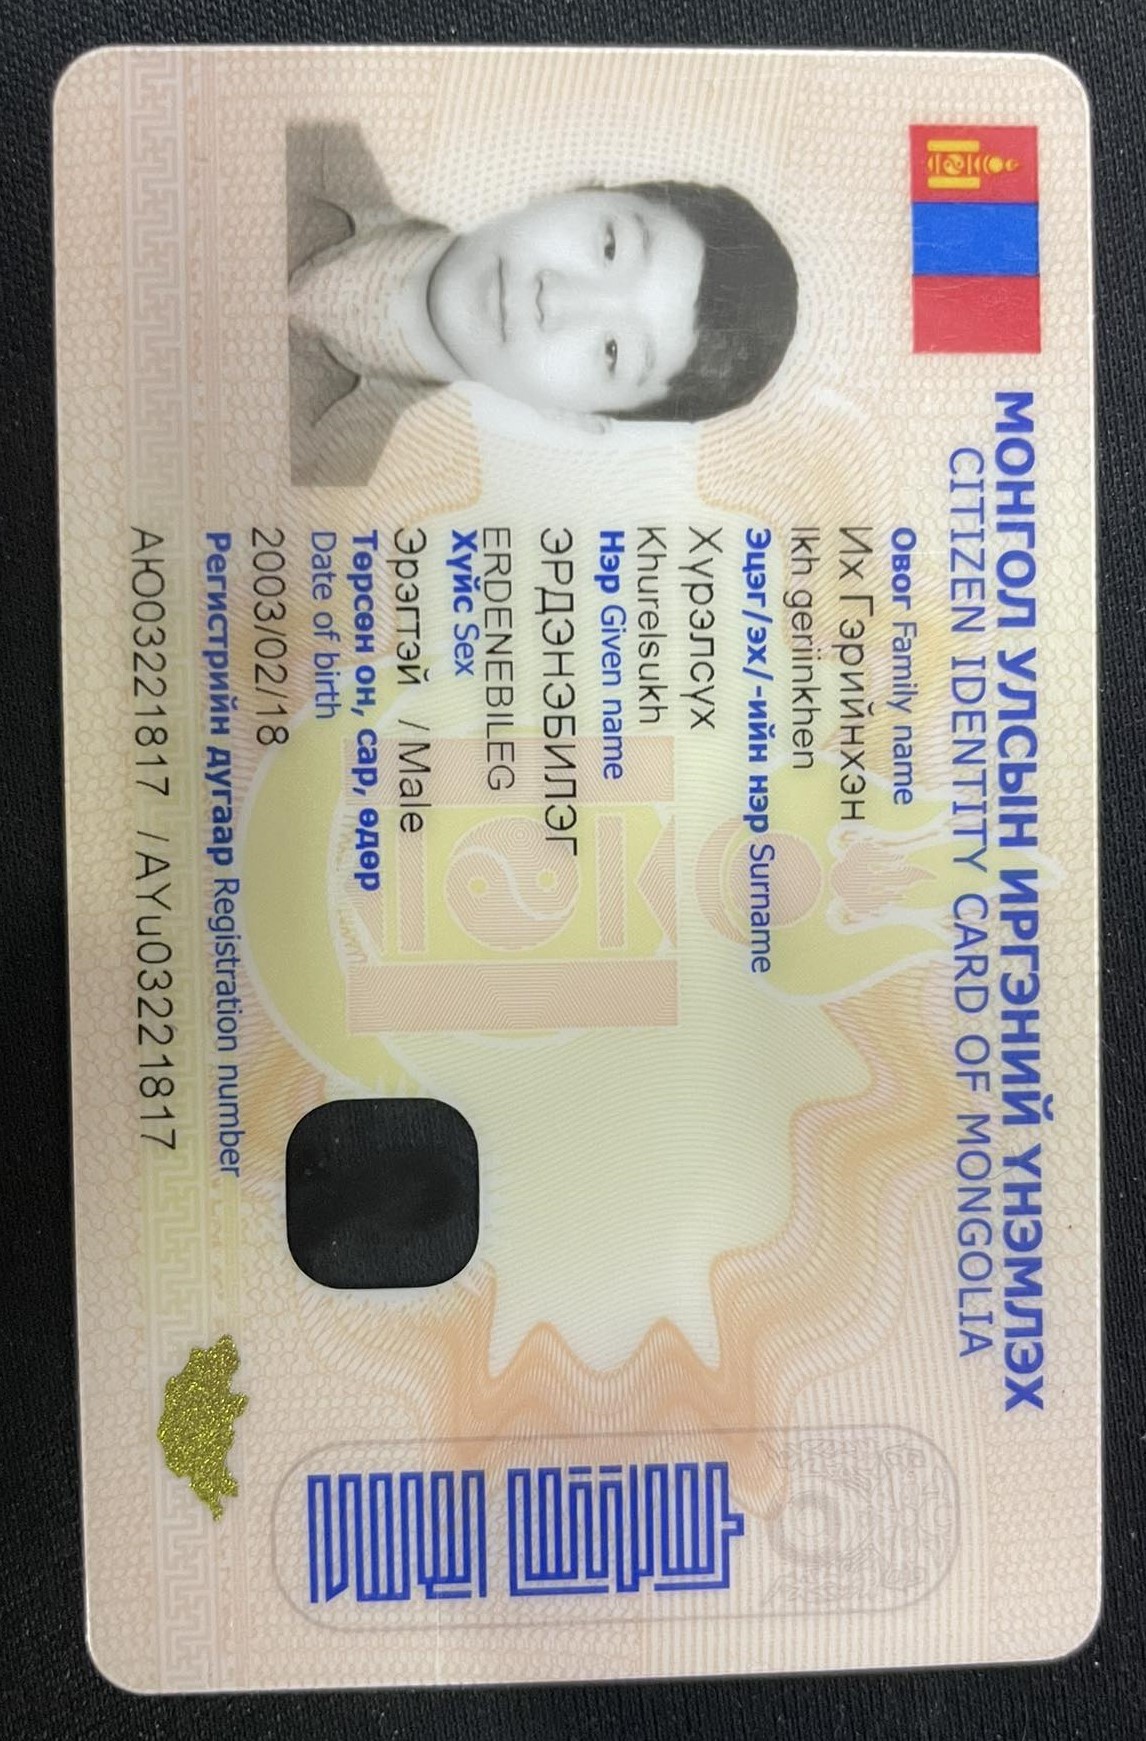 МОНГОЛ УЛСЫН ИРГЭНИЙ ҮНЭМЛЭХ
CITIZEN IDENTITY CARD OF MONGOLIA
Овог Family name
Их Гэрийнхэн
Ikh geriinkhen
Эцэг/эх/-ийн нэр Surname
Хүрэлсүх
Khurelsukh
Нэр Given name
ЭРДЭНЭБИЛЭГ
ERDENEBILEG
Хүйс Sex
Эрэгтэй / Male
Төрсөн он, сар, өдөр
Date of birth
2003/02/18
Регистрийн дугаар Registration number
АЮ03221817 / AYu03221817